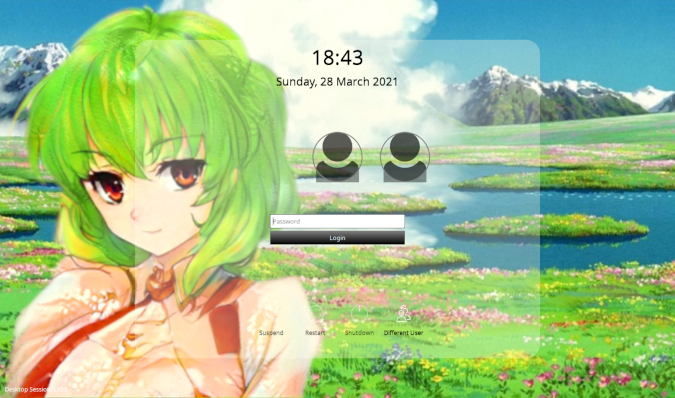 18:43
Sunday, 28 March 2021
Password
Login
Suspend Restart Shutdown Different User
Desktop Session